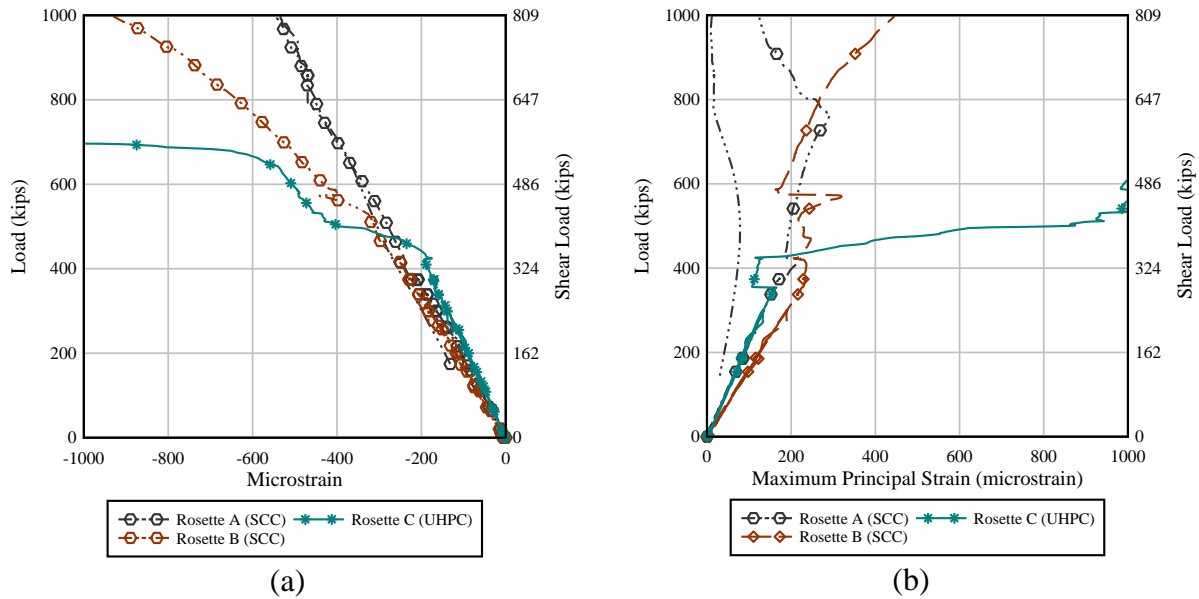 1000
800
600
400
200
0
Load (kips)
809
647
486
324
162
0
Shear Load (kips)
-1000 -800 -600 -400 -200 0
Microstrain
Rosette A (SCC) Rosette C (UHPC)
Rosette B (SCC)
(a)
1000
800
600
400
200
0
Load (kips)
809
647
486
324
162
0
Shear Load (kips)
0 200 400 600 800 1000
Maximum Principal Strain (microstrain)
Rosette A (SCC) Rosette C (UHPC)
Rosette B (SCC)
(b)